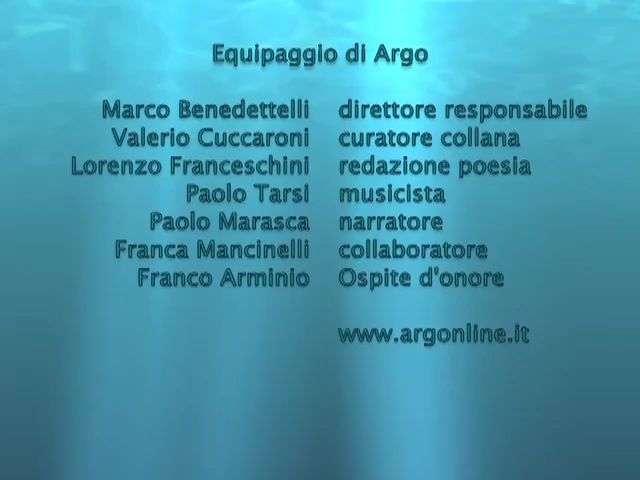 Equipaggio di Argo
Marco Benedettelli direttore responsabile
Valerio Cuccaroni curatore collana
Lorenzo Franceschini redazione poesia
Paolo Tarsi musicista
Paolo Marasca narratore
Franca Mancinelli collaboratore
Franco Arminio Ospite d'onore
www.argonline.it